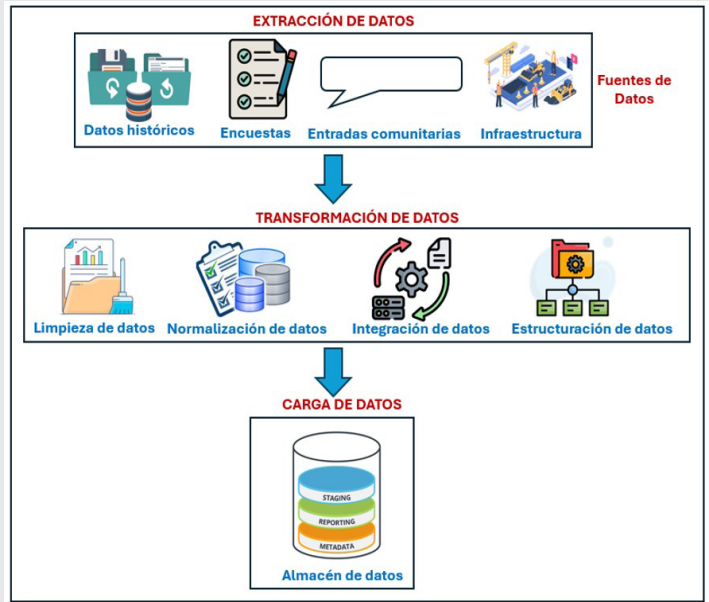 EXTRACCIÓN DE DATOS
Datos históricos
Encuestas
Entradas comunitarias
Infraestructura
Fuentes de
Datos
TRANSFORMACIÓN DE DATOS
Limpieza de datos
Normalización de datos
Integración de datos
Estructuración de datos
CARGA DE DATOS
STAGING
REPORTING
METADATA
Almacén de datos